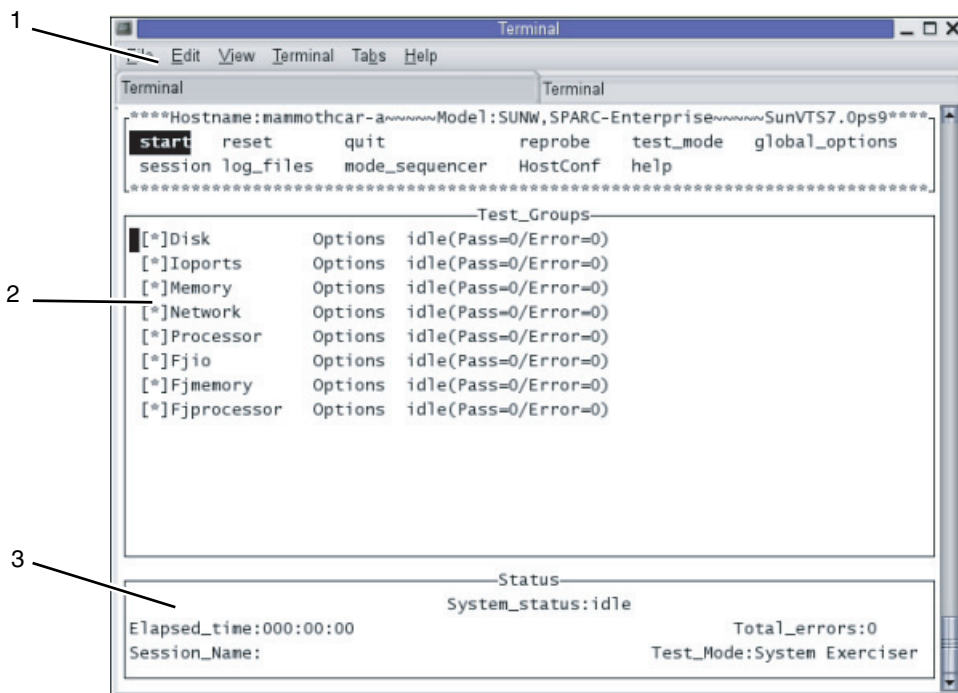 1
Terminal
File Edit View Terminal Tabs Help
Terminal Terminal
****Hostname:mammothcar-a~~~~~Model:SUNW,SPARC-Enterprise~~~~~SunVTS7.0ps9****
start reset quit reprobe test_mode global_options
session log_files mode_sequencer HostConf help
Test_Groups
[*]Disk Options idle(Pass=0/Error=0)
[*]Ioports Options idle(Pass=0/Error=0)
2
[*]Memory Options idle(Pass=0/Error=0)
[*]Network Options idle(Pass=0/Error=0)
[*]Processor Options idle(Pass=0/Error=0)
[*]Fjio Options idle(Pass=0/Error=0)
[*]Fjmemory Options idle(Pass=0/Error=0)
[*]Fjprocessor Options idle(Pass=0/Error=0)
3
Status
System_status:idle
Elapsed_time:000:00:00 Total_errors:0
Session_Name: Test_Mode:System Exerciser